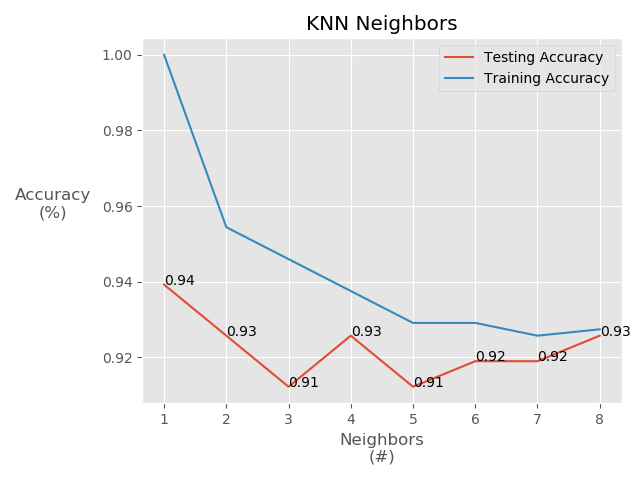 KNN Neighbors
Testing Accuracy
Training Accuracy
1.00
0.98
0.96
0.94
0.92
Accuracy
(%)
0.94
0.93
0.91
0.93
0.91
0.92
0.92
0.93
1 2 3 4 5 6 7 8
Neighbors
(#)